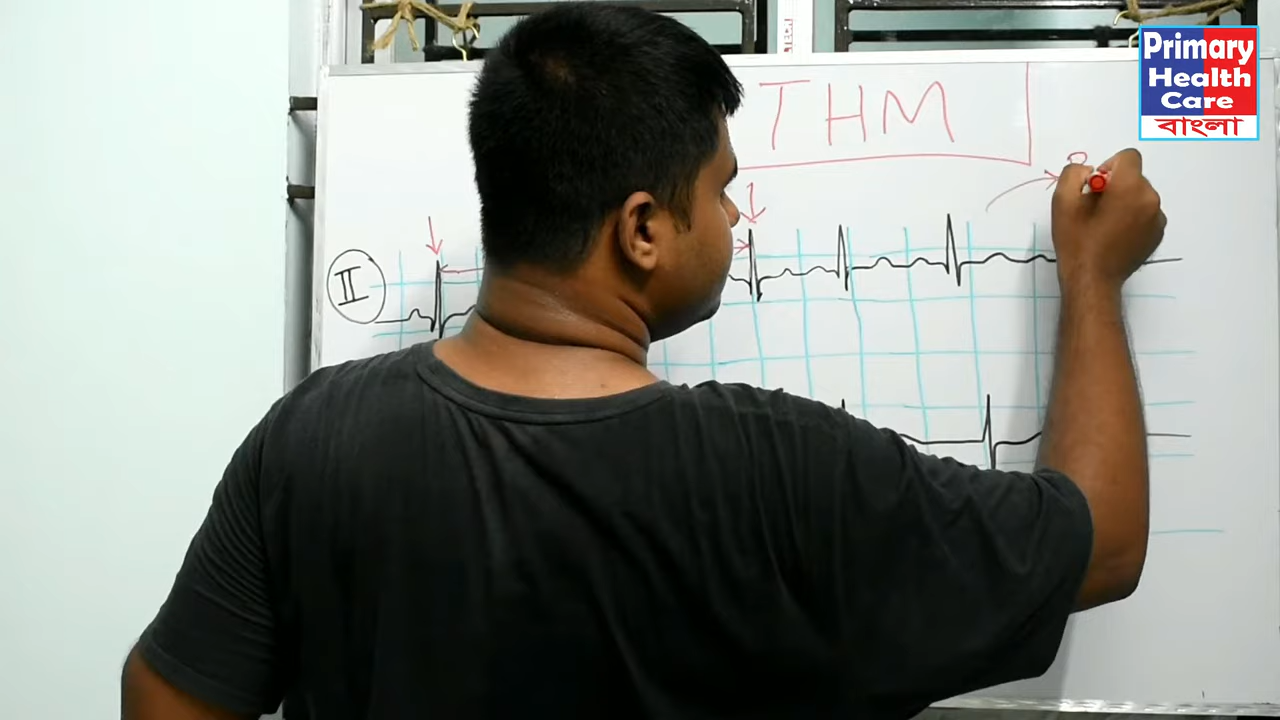 Primary
Health
Care
বাংলা
THM
II